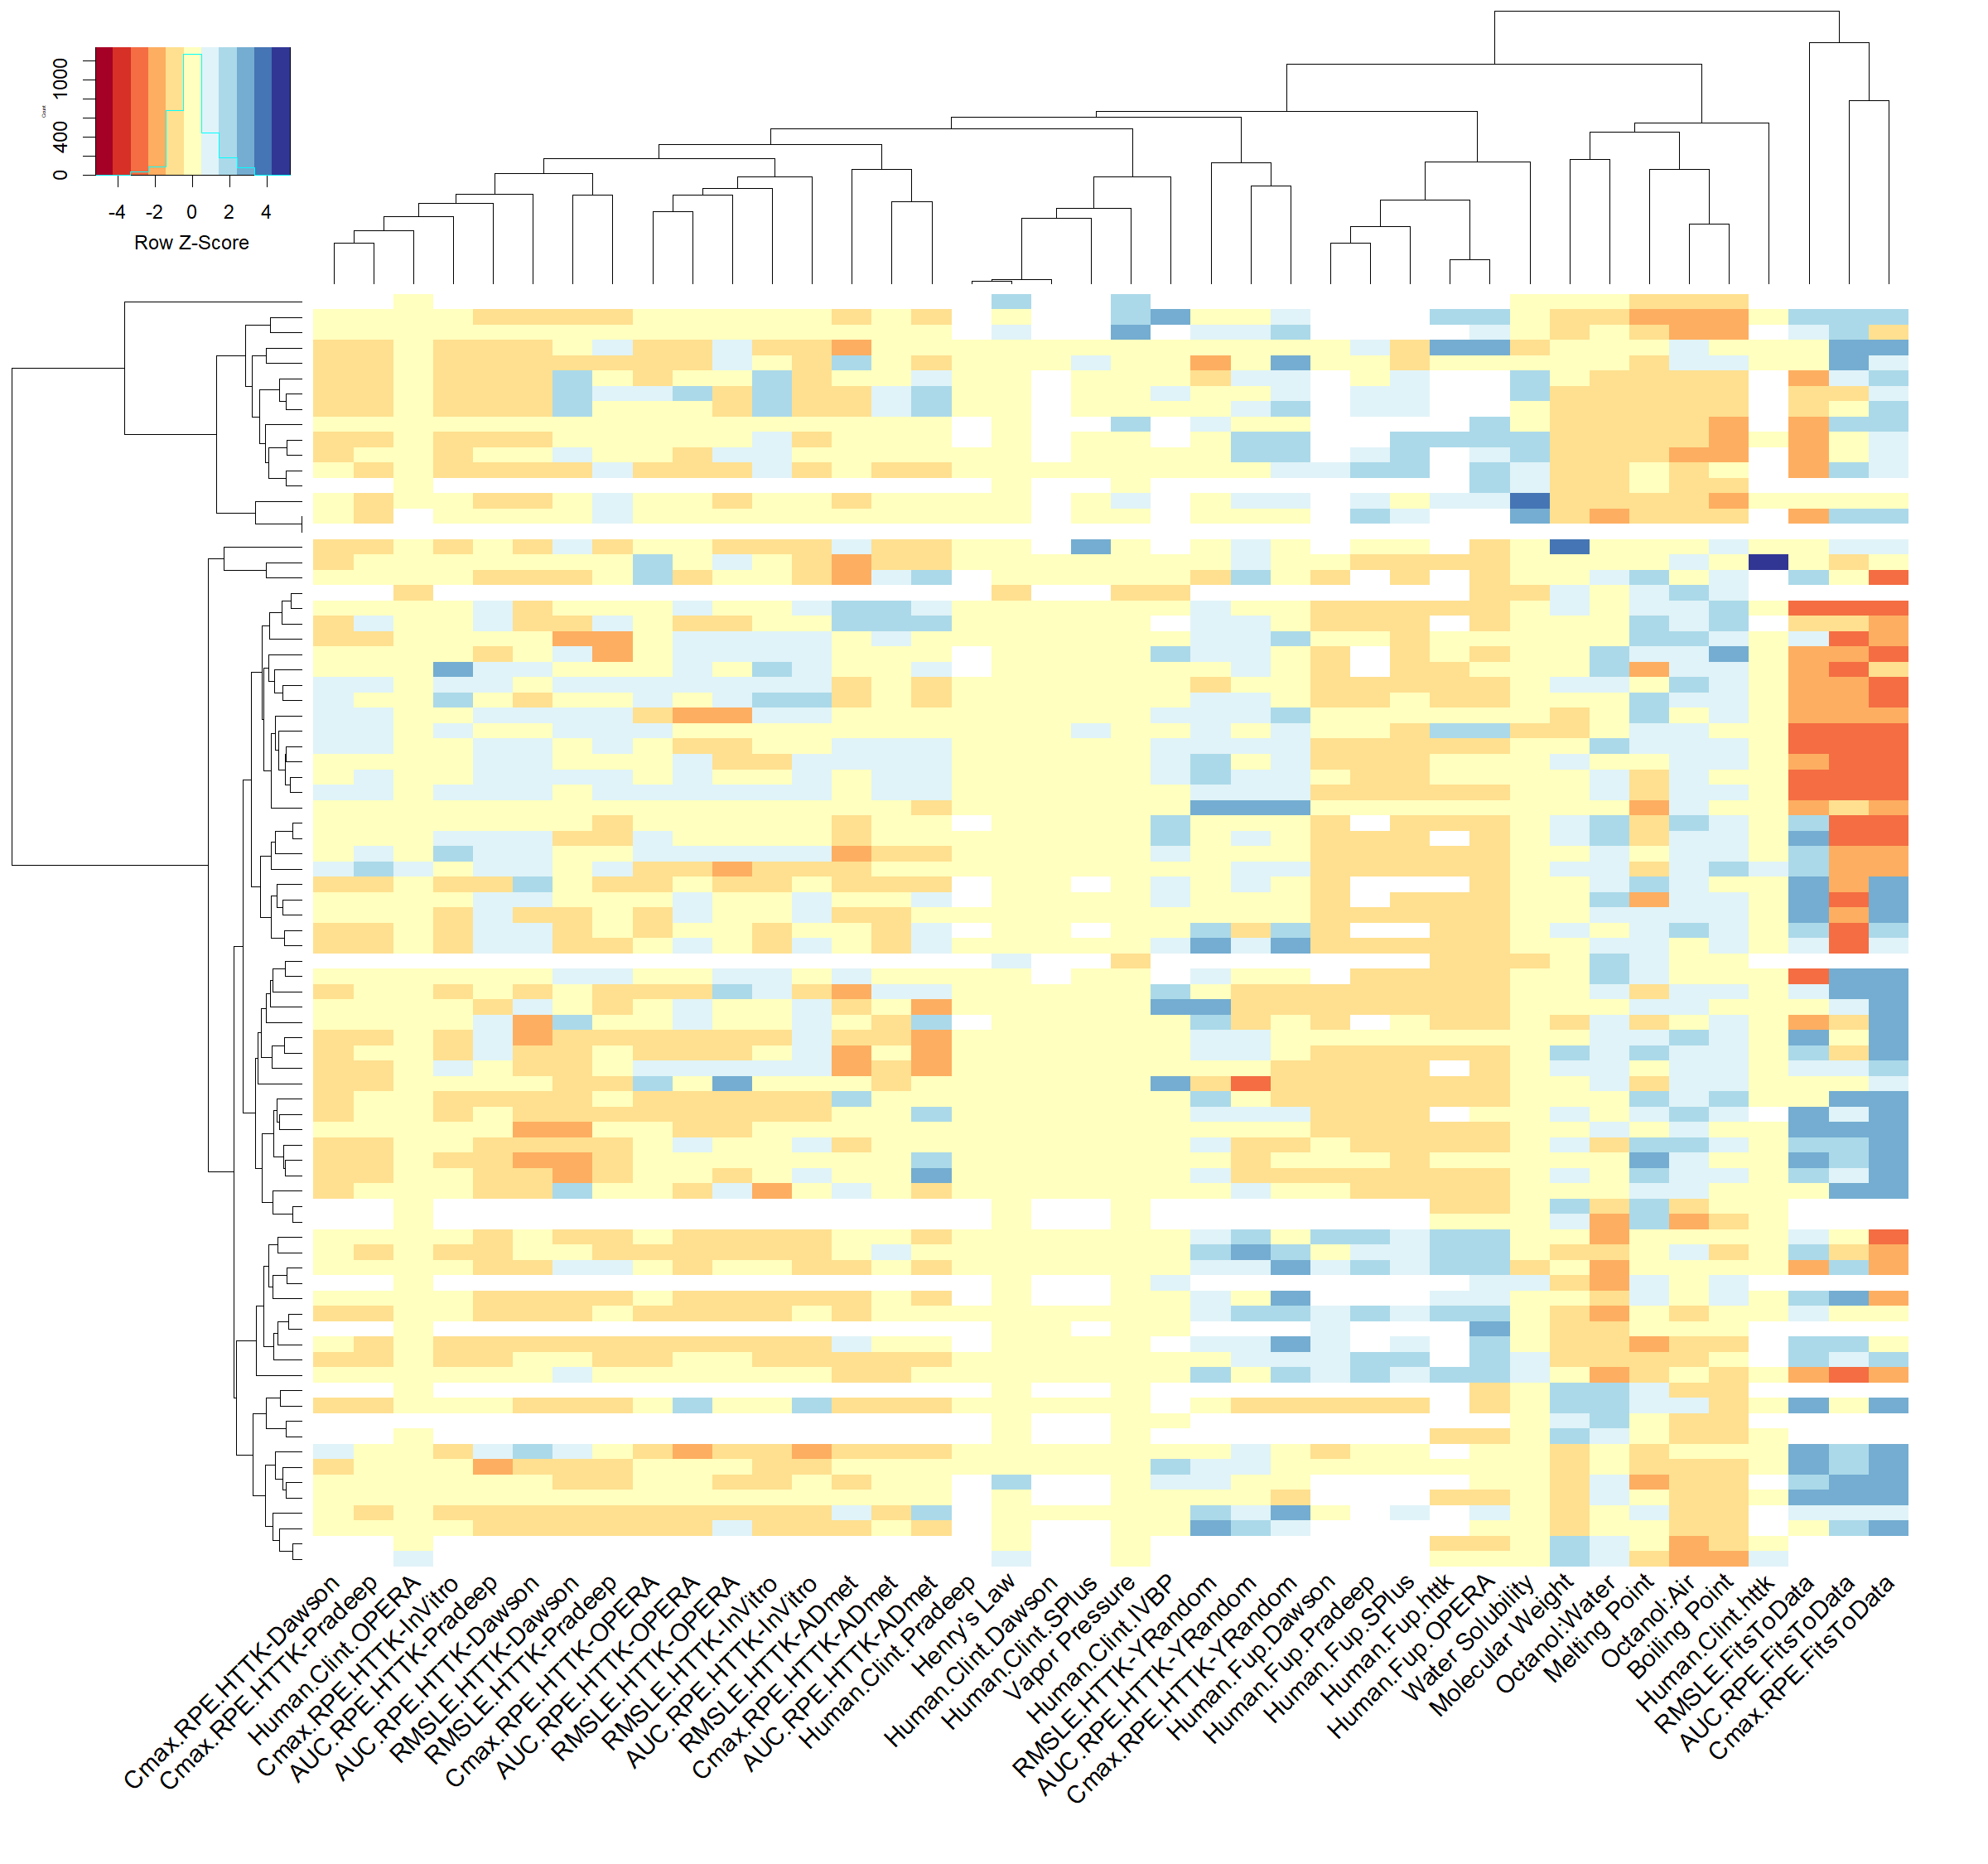 0 400 1000
Count
-4 -2 0 2 4
Row Z-Score
Cmax.RPE.HTTK-Dawson
Cmax.RPE.HTTK-Pradeep
Human.Clint.OPERA
Cmax.RPE.HTTK-InVitro
AUC.RPE.HTTK-Pradeep
AUC.RPE.HTTK-Dawson
RMSLE.HTTK-Dawson
RMSLE.HTTK-Pradeep
Cmax.RPE.HTTK-OPERA
AUC.RPE.HTTK-OPERA
RMSLE.HTTK-OPERA
RMSLE.HTTK-InVitro
AUC.RPE.HTTK-InVitro
RMSLE.HTTK-ADmet
Cmax.RPE.HTTK-ADmet
AUC.RPE.HTTK-ADmet
Human.Clint.Pradeep
Henry's Law
Human.Clint.Dawson
Human.Clint.SPlus
Vapor Pressure
Human.Clint.IVBP
RMSLE.HTTK-YRandom
AUC.RPE.HTTK-YRandom
Cmax.RPE.HTTK-YRandom
Human.Fup.Dawson
Human.Fup.Pradeep
Human.Fup.SPlus
Human.Fup.httk
Human.Fup.OPERA
Water Solubility
Molecular Weight
Octanol:Water
Melting Point
Octanol:Air
Boiling Point
Human.Clint.httk
RMSLE.FitsToData
AUC.RPE.FitsToData
Cmax.RPE.FitsToData